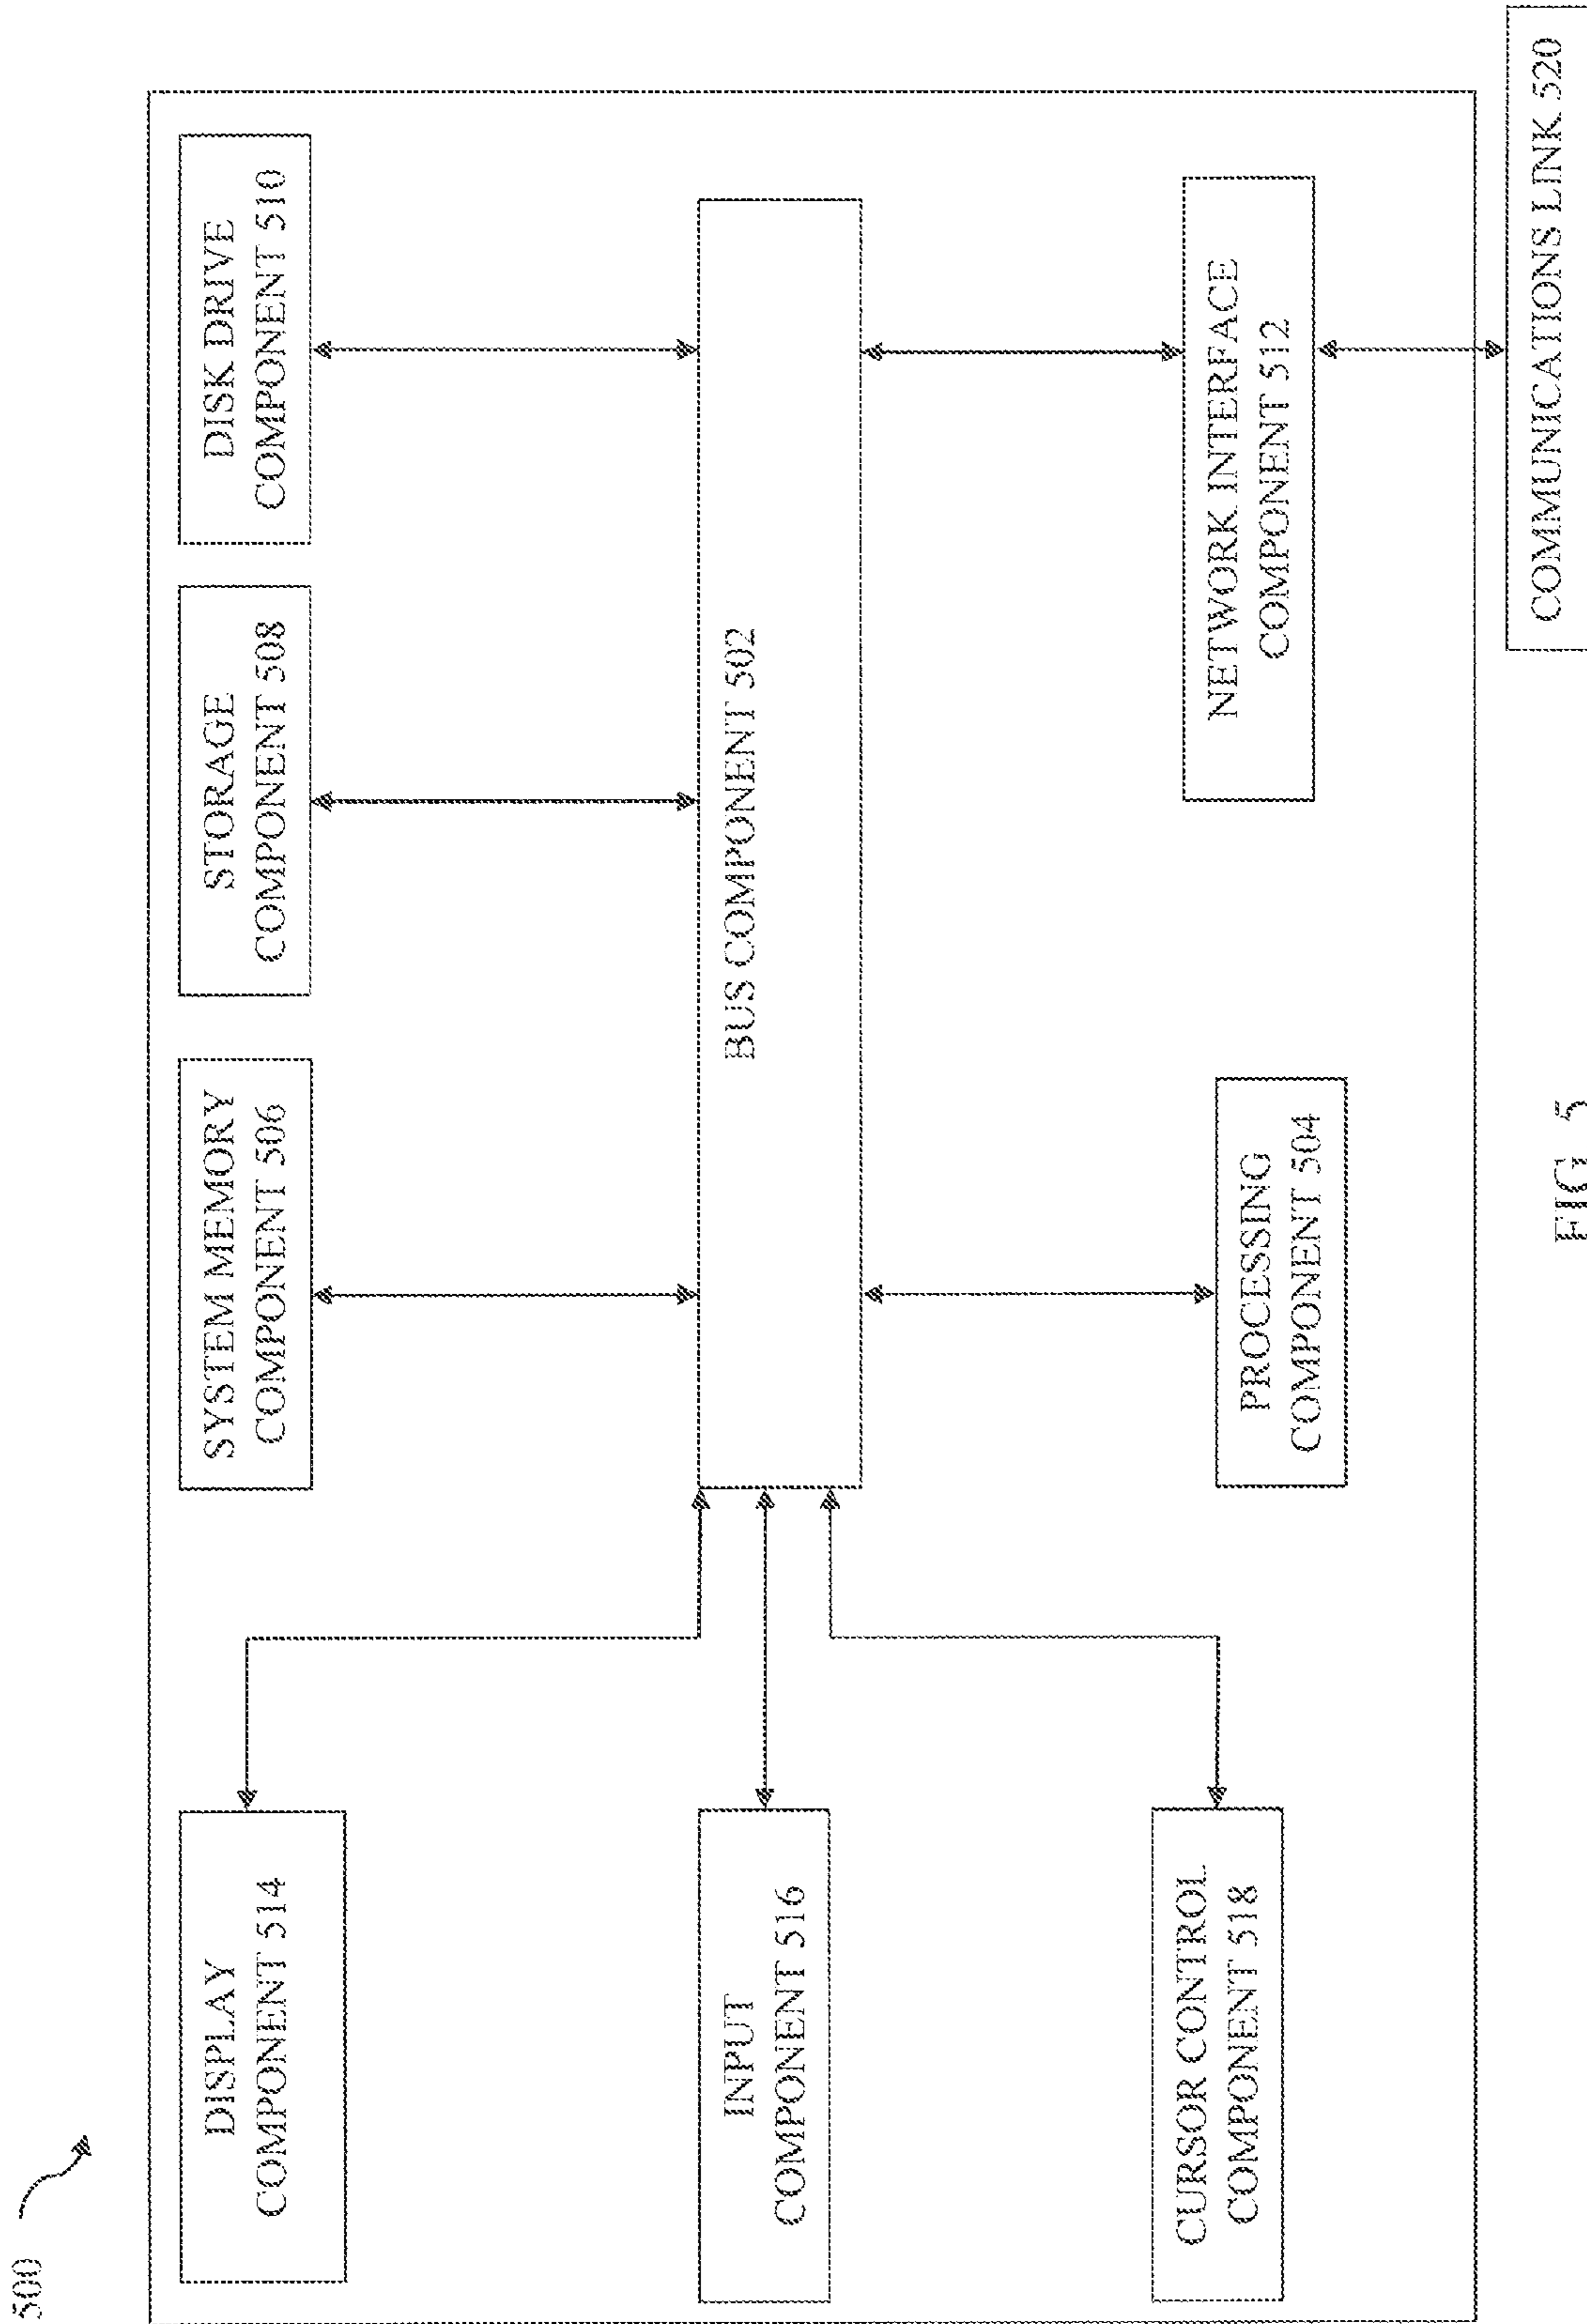 500
DISPLAY
COMPONENT 514
SYSTEM MEMORY
COMPONENT 506
STORAGE
COMPONENT 508
DISK DRIVE
COMPONENT 510
INPUT
COMPONENT 516
BUS COMPONENT 502
CURSOR CONTROL
COMPONENT 518
PROCESSING
COMPONENT 504
NETWORK INTERFACE
COMPONENT 512
COMMUNICATIONS LINK 520
FIG. 5